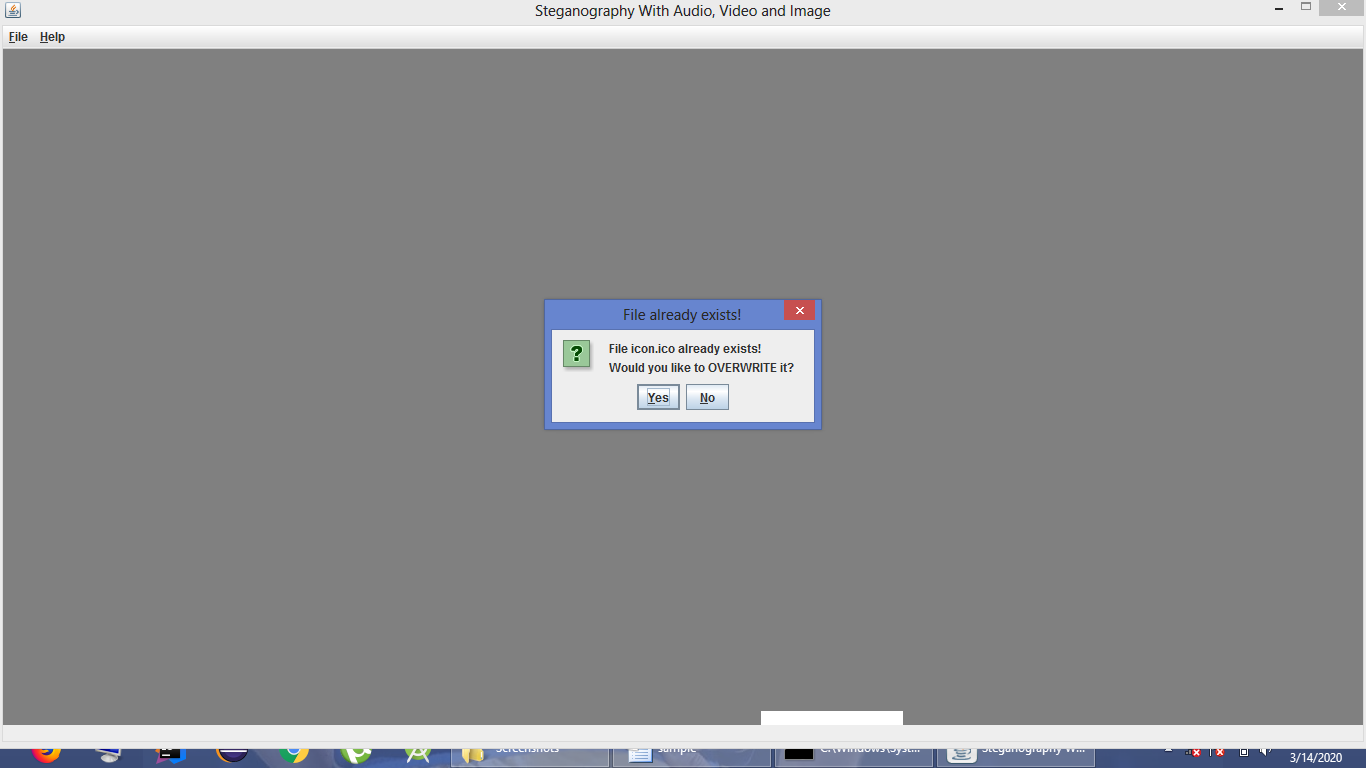 Steganography With Audio, Video and Image
File Help
File already exists!
File icon.ico already exists!
Would you like to OVERWRITE it?
Yes No
Screenshots sample C:\Windows\Syst... Steganography W...
3/14/2020